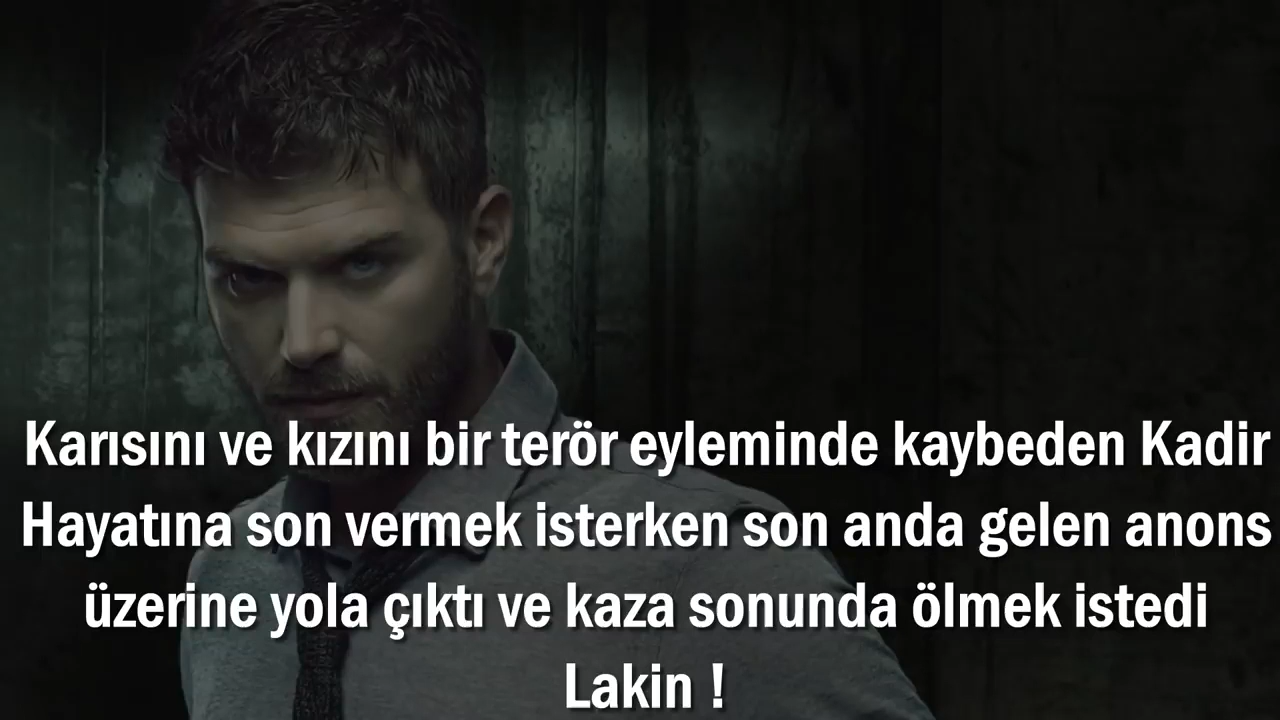 Karısını ve kızını bir terör eyleminde kaybeden Kadir
Hayatına son vermek isterken son anda gelen anons
üzerine yola çıktı ve kaza sonunda ölmek istedi
Lakin !